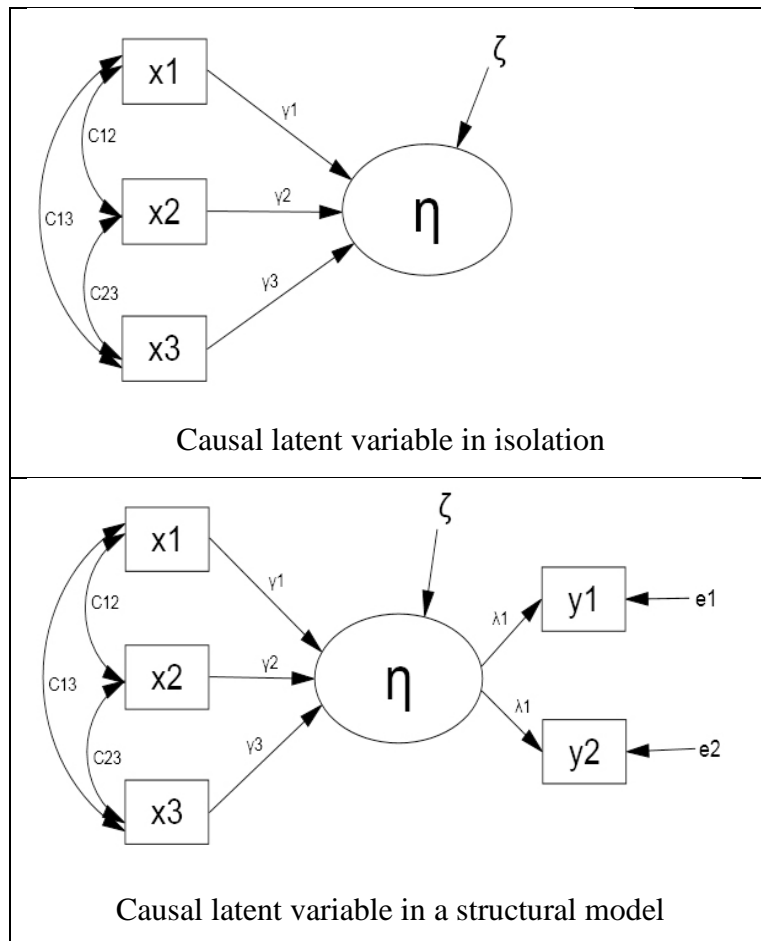 ζ
x1
γ1
C12
x2
γ2
η
C13
C23
γ3
x3
Causal latent variable in isolation
ζ
x1
γ1
C12
y1
e1
λ1
x2
γ2
η
C13
λ1
C23
γ3
y2
e2
x3
Causal latent variable in a structural model